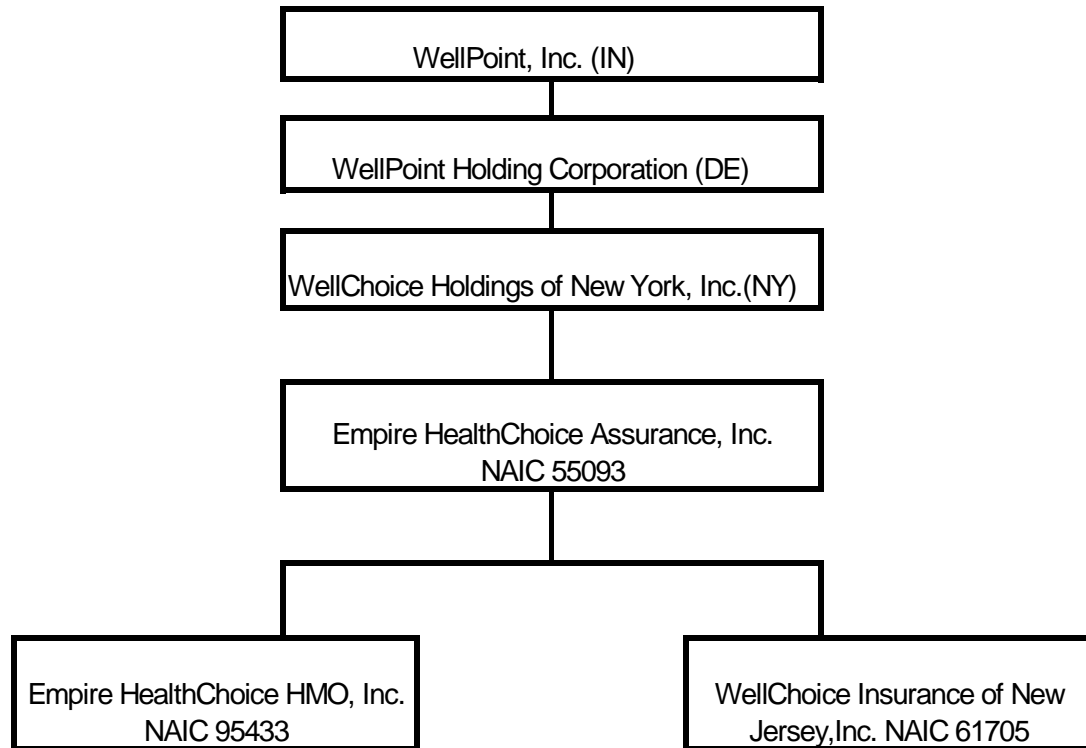 WellPoint, Inc. (IN)
WellPoint Holding Corporation (DE)
WellChoice Holdings of New York, Inc.(NY)
Empire HealthChoice Assurance, Inc.
NAIC 55093
Empire HealthChoice HMO, Inc.
NAIC 95433
WellChoice Insurance of New
Jersey,Inc. NAIC 61705